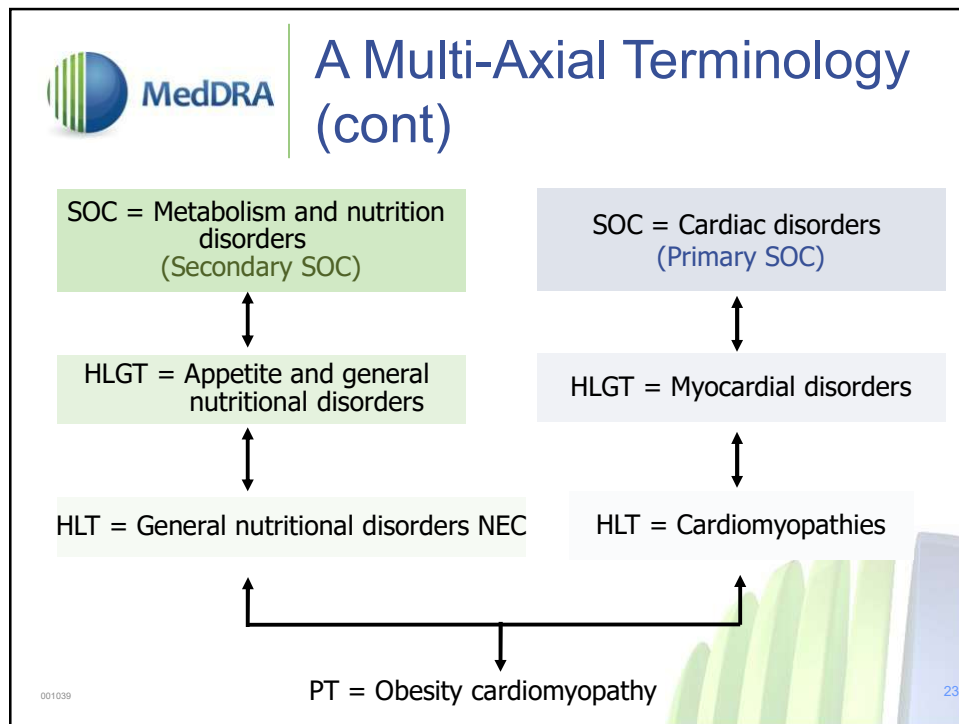 MedDRA
A Multi-Axial Terminology
(cont)
SOC = Metabolism and nutrition
disorders
(Secondary SOC)
SOC = Cardiac disorders
(Primary SOC)
HLGT = Appetite and general
nutritional disorders
HLGT = Myocardial disorders
HLT = General nutritional disorders NEC
HLT = Cardiomyopathies
PT = Obesity cardiomyopathy
001039
23